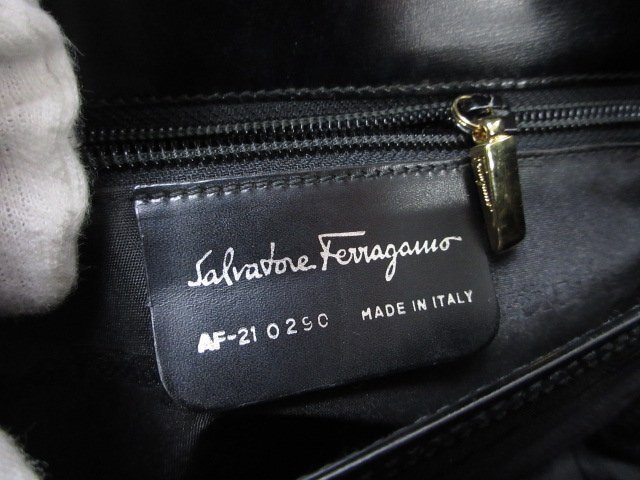 Salvatore Ferragamo
AF-21 0290 MADE IN ITALY